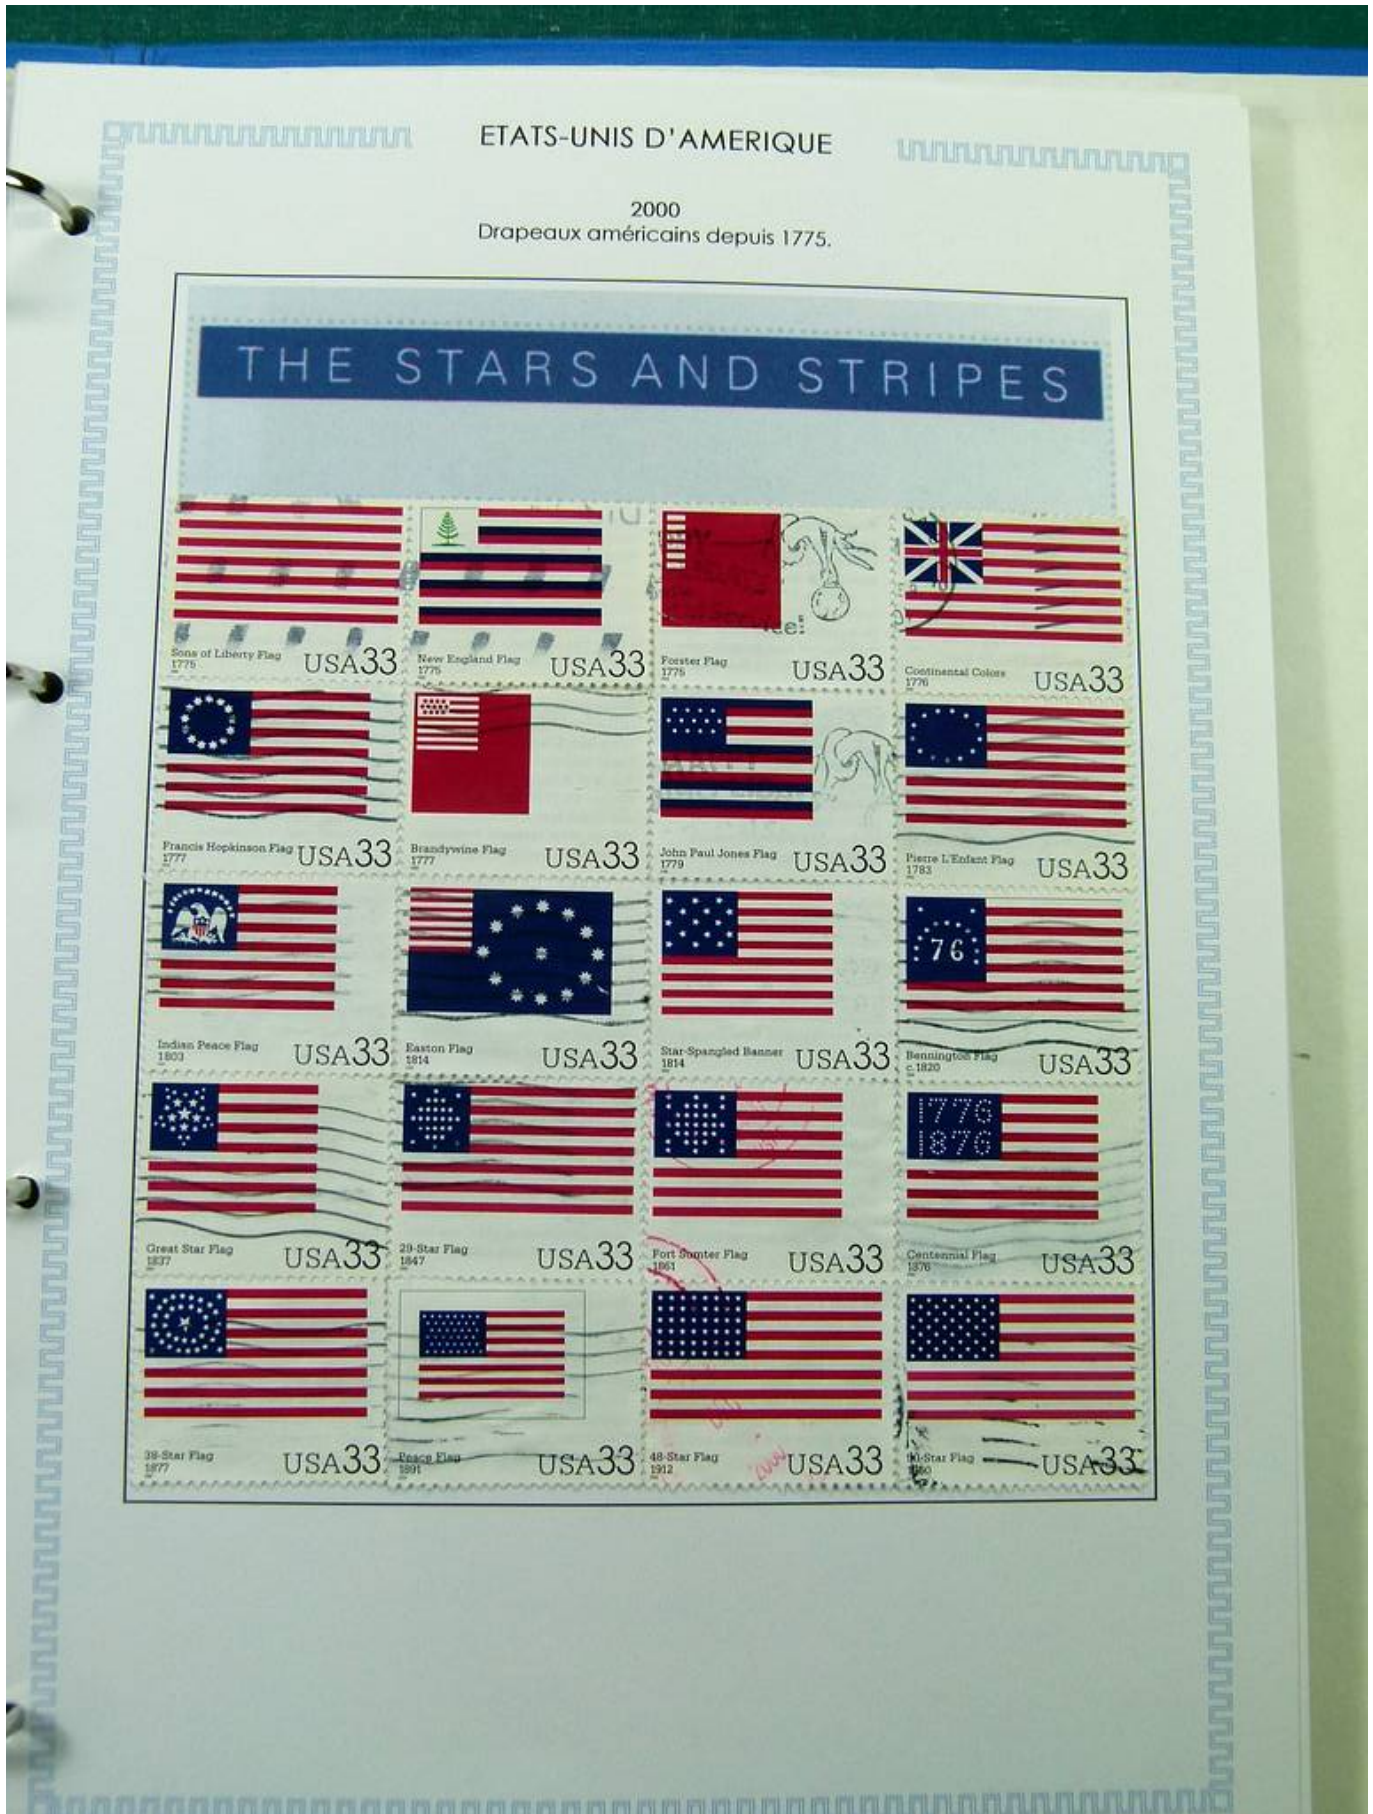 ETATS-UNIS D'AMERIQUE
2000
Drapeaux américains depuis 1775.
THE STARS AND STRIPES
Sons of Liberty Flag
1775
USA33
New England Flag
1775
USA33
Forster Flag
1775
USA33
Continental Colors
1776
USA33
Francis Hopkinson Flag
1777
USA33
Brandywine Flag
1777
USA33
John Paul Jones Flag
1779
USA33
Pierre L'Enfant Flag
1783
USA33
Indian Peace Flag
1803
USA33
Easton Flag
1814
USA33
Star-Spangled Banner
1814
USA33
76
Bennington Flag
c.1820
USA33
Great Star Flag
1837
USA33
29-Star Flag
1847
USA33
Fort Sumter Flag
1861
USA33
1776
1876
Centennial Flag
1876
USA33
38-Star Flag
1877
USA33
Peace Flag
1891
USA33
48-Star Flag
1912
2000
USA33
-Star Flag
USA33